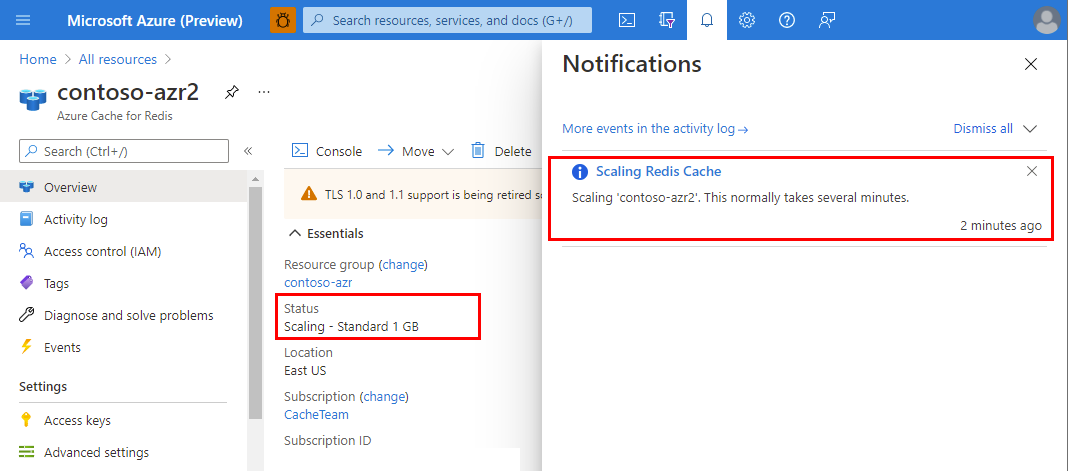 Microsoft Azure (Preview)
Search resources, services, and docs (G+/)
Home > All resources >
contoso-azr2
...
Azure Cache for Redis
Search (Ctrl+/)
«
Overview
Activity log
Access control (IAM)
Tags
Diagnose and solve problems
Events
Settings
Access keys
Advanced settings
Console
Move
Delete
TLS 1.0 and 1.1 support is being retired
Essentials
Resource group (change)
contoso-azr
Status
Scaling - Standard 1 GB
Location
East US
Subscription (change)
CacheTeam
Subscription ID
Notifications
More events in the activity log→
Dismiss all
Scaling Redis Cache
Scaling 'contoso-azr2'. This normally takes several minutes.
2 minutes ago